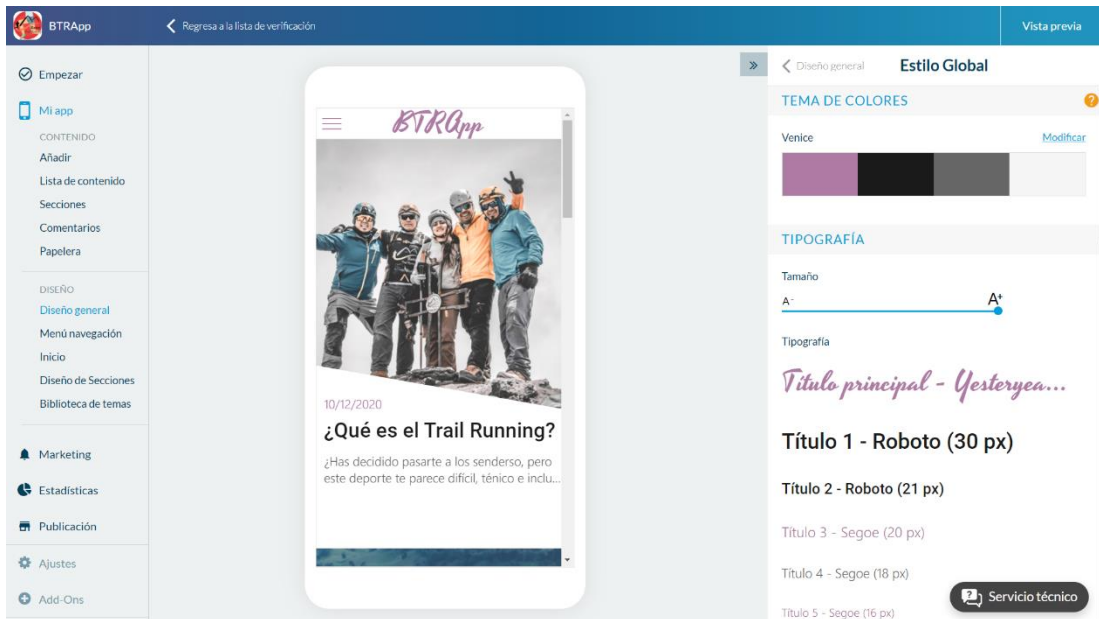 BTRApp
Regresa a la lista de verificación
Vista previa
Empezar
Mi app
CONTENIDO
Añadir
Lista de contenido
Secciones
Comentarios
Papelera
DISEÑO
Diseño general
Menú navegación
Inicio
Diseño de Secciones
Biblioteca de temas
Marketing
Estadísticas
Publicación
Ajustes
Add-Ons
BTRApp
10/12/2020
¿Qué es el Trail Running?
¿Has decidido pasarte a los senderso, pero
este deporte te parece difícil, ténico e inclu...
»
Diseño general
Estilo Global
TEMA DE COLORES
?
Venice
Modificar
TIPOGRAFÍA
Tamaño
A-
A+
Tipografía
Título principal - Yesteryea...
Título 1 - Roboto (30 px)
Título 2 - Roboto (21 px)
Título 3 - Segoe (20 px)
Título 4 - Segoe (18 px)
Título 5 - Segoe (16 px)
Servicio técnico